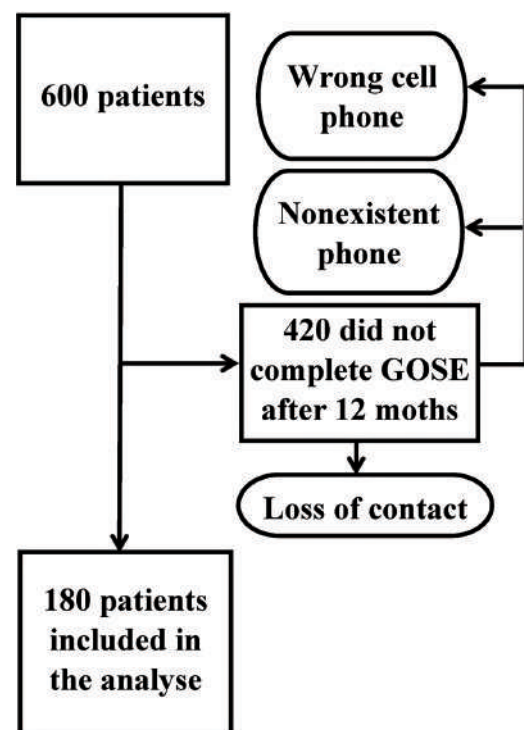 600 patients
Wrong cell
phone
Nonexistent
phone
420 did not
complete GOSE
after 12 moths
Loss of contact
180 patients
included in
the analyse